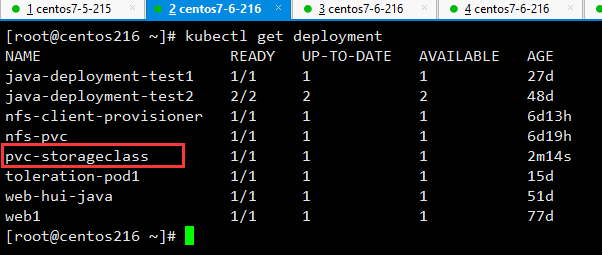 1 centos7-5-215
2 centos7-6-216
3 centos7-6-216
4 centos7-6-216
[root@centos216 ~]# kubectl get deployment
NAME READY UP-TO-DATE AVAILABLE AGE
java-deployment-test1 1/1 1 1 27d
java-deployment-test2 2/2 2 2 48d
nfs-client-provisioner 1/1 1 1 6d13h
nfs-pvc 1/1 1 1 6d19h
pvc-storageclass 1/1 1 1 2m14s
toleration-pod1 1/1 1 1 15d
web-hui-java 1/1 1 1 51d
web1 1/1 1 1 77d
[root@centos216 ~]#